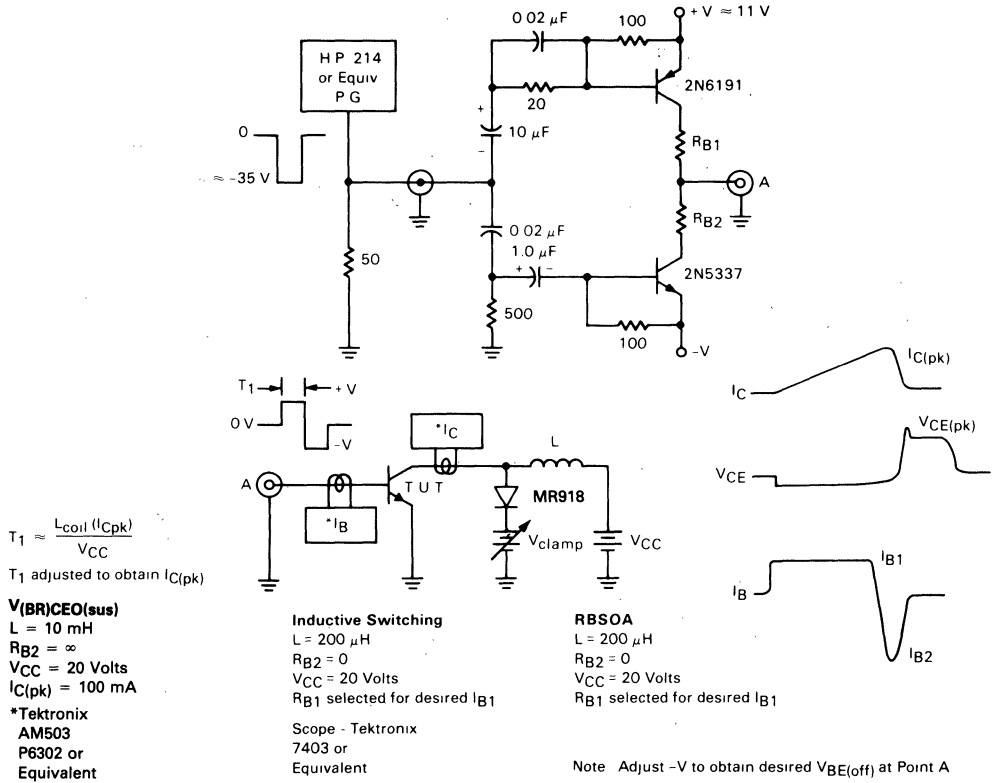 0 02 μF
100
+ V ≈ 11 V
HP 214
or Equiv
PG
20
2N6191
0
+
10 μF
-
RB1
≈ -35 V
A
RB2
0 02 μF
1.0 μF
+ -
50
2N5337
500
100
-V
IC(pk)
IC
T1
+ V
0 V
-V
*IC
L
VCE(pk)
VCE
A
TUT
MR918
*IB
Vclamp
VCC
T1 ≈ Lcoil (ICpk) / VCC
T1 adjusted to obtain IC(pk)
IB1
IB
IB2
V(BR)CEO(sus)
L = 10 mH
RB2 = ∞
VCC = 20 Volts
IC(pk) = 100 mA
*Tektronix
AM503
P6302 or
Equivalent
Inductive Switching
L = 200 μH
RB2 = 0
VCC = 20 Volts
RB1 selected for desired IB1
Scope - Tektronix
7403 or
Equivalent
RBSOA
L = 200 μH
RB2 = 0
VCC = 20 Volts
RB1 selected for desired IB1
Note Adjust -V to obtain desired VBE(off) at Point A